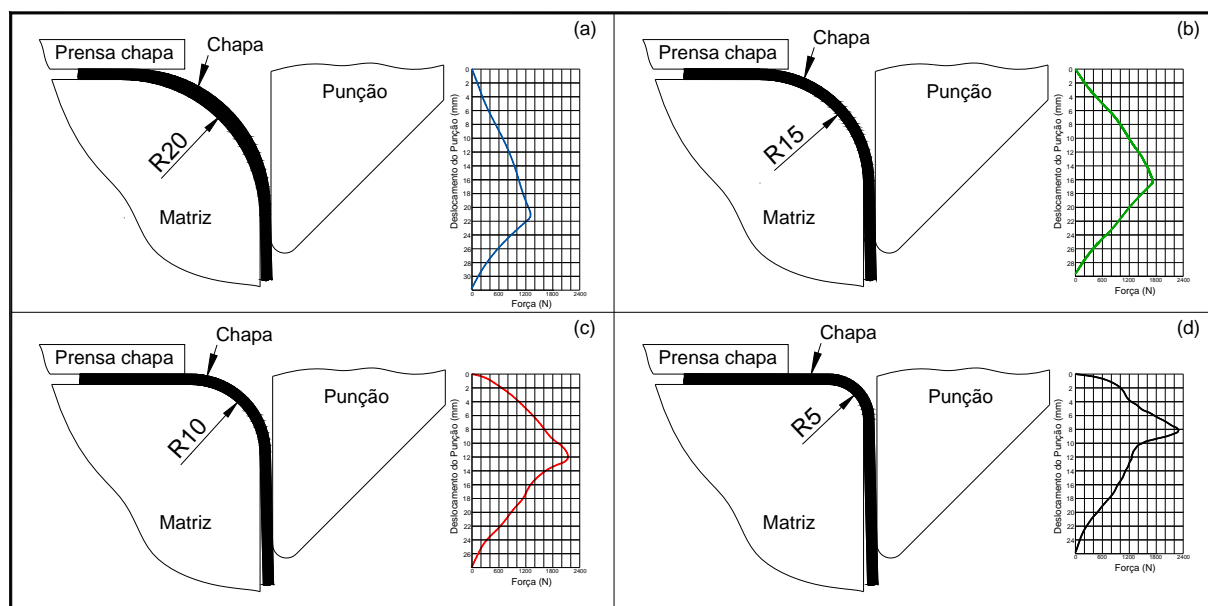 (a)
Prensa chapa
Chapa
Punção
R20
Matriz
Deslocamento do Punção (mm)
0
2
4
6
8
10
12
14
16
18
20
22
24
26
28
30
0 600 1200 1800 2400
Força (N)
(b)
Prensa chapa
Chapa
Punção
R15
Matriz
Deslocamento do Punção (mm)
0
2
4
6
8
10
12
14
16
18
20
22
24
26
28
0 600 1200 1800 2400
Força (N)
(c)
Prensa chapa
Chapa
Punção
R10
Matriz
Deslocamento do Punção (mm)
0
2
4
6
8
10
12
14
16
18
20
22
24
26
0 600 1200 1800 2400
Força (N)
(d)
Prensa chapa
Chapa
Punção
R5
Matriz
Deslocamento do Punção (mm)
0
2
4
6
8
10
12
14
16
18
20
22
24
0 600 1200 1800 2400
Força (N)